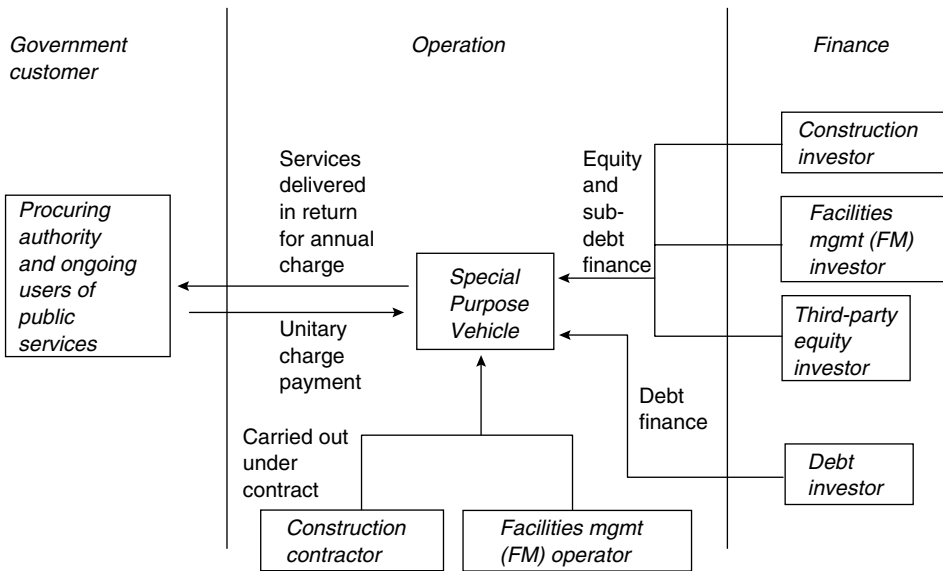 Government
customer
Operation
Finance
Construction
investor
Services
delivered
in return
for annual
charge
Equity
and
sub-
debt
finance
Procuring
authority
and ongoing
users of
public
services
Facilities
mgmt (FM)
investor
Special
Purpose
Vehicle
Third-party
equity
investor
Unitary
charge
payment
Debt
finance
Carried out
under
contract
Debt
investor
Construction
contractor
Facilities mgmt
(FM) operator